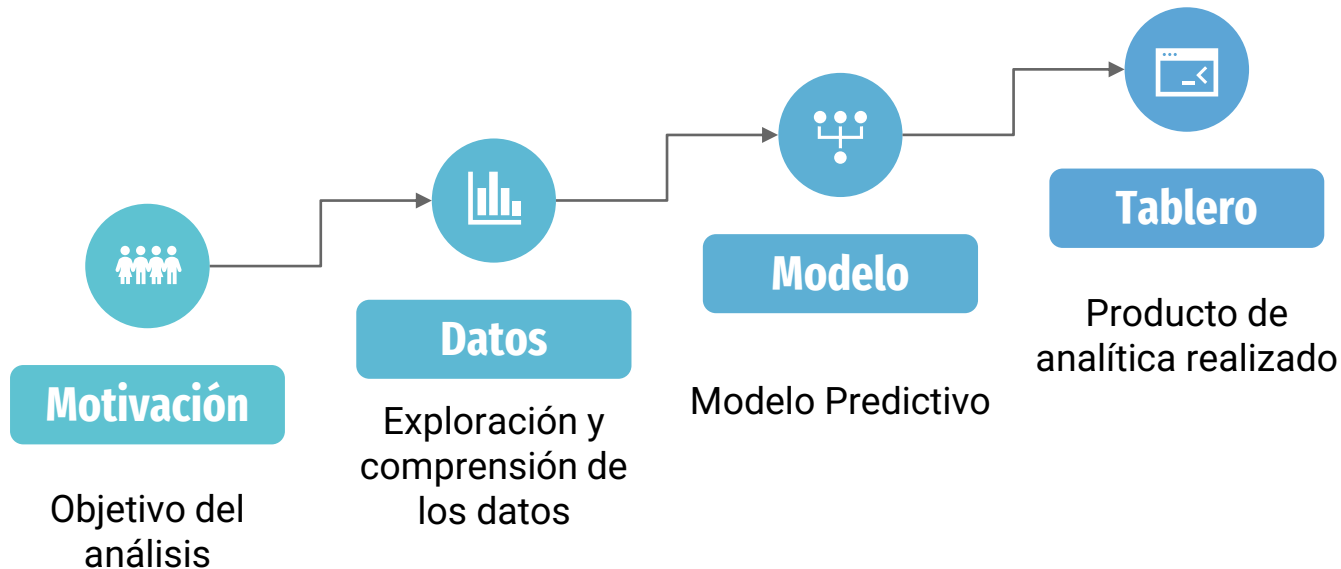 Motivación
Objetivo del
análisis
Datos
Exploración y
comprensión de
los datos
Modelo
Modelo Predictivo
Tablero
Producto de
analítica realizado